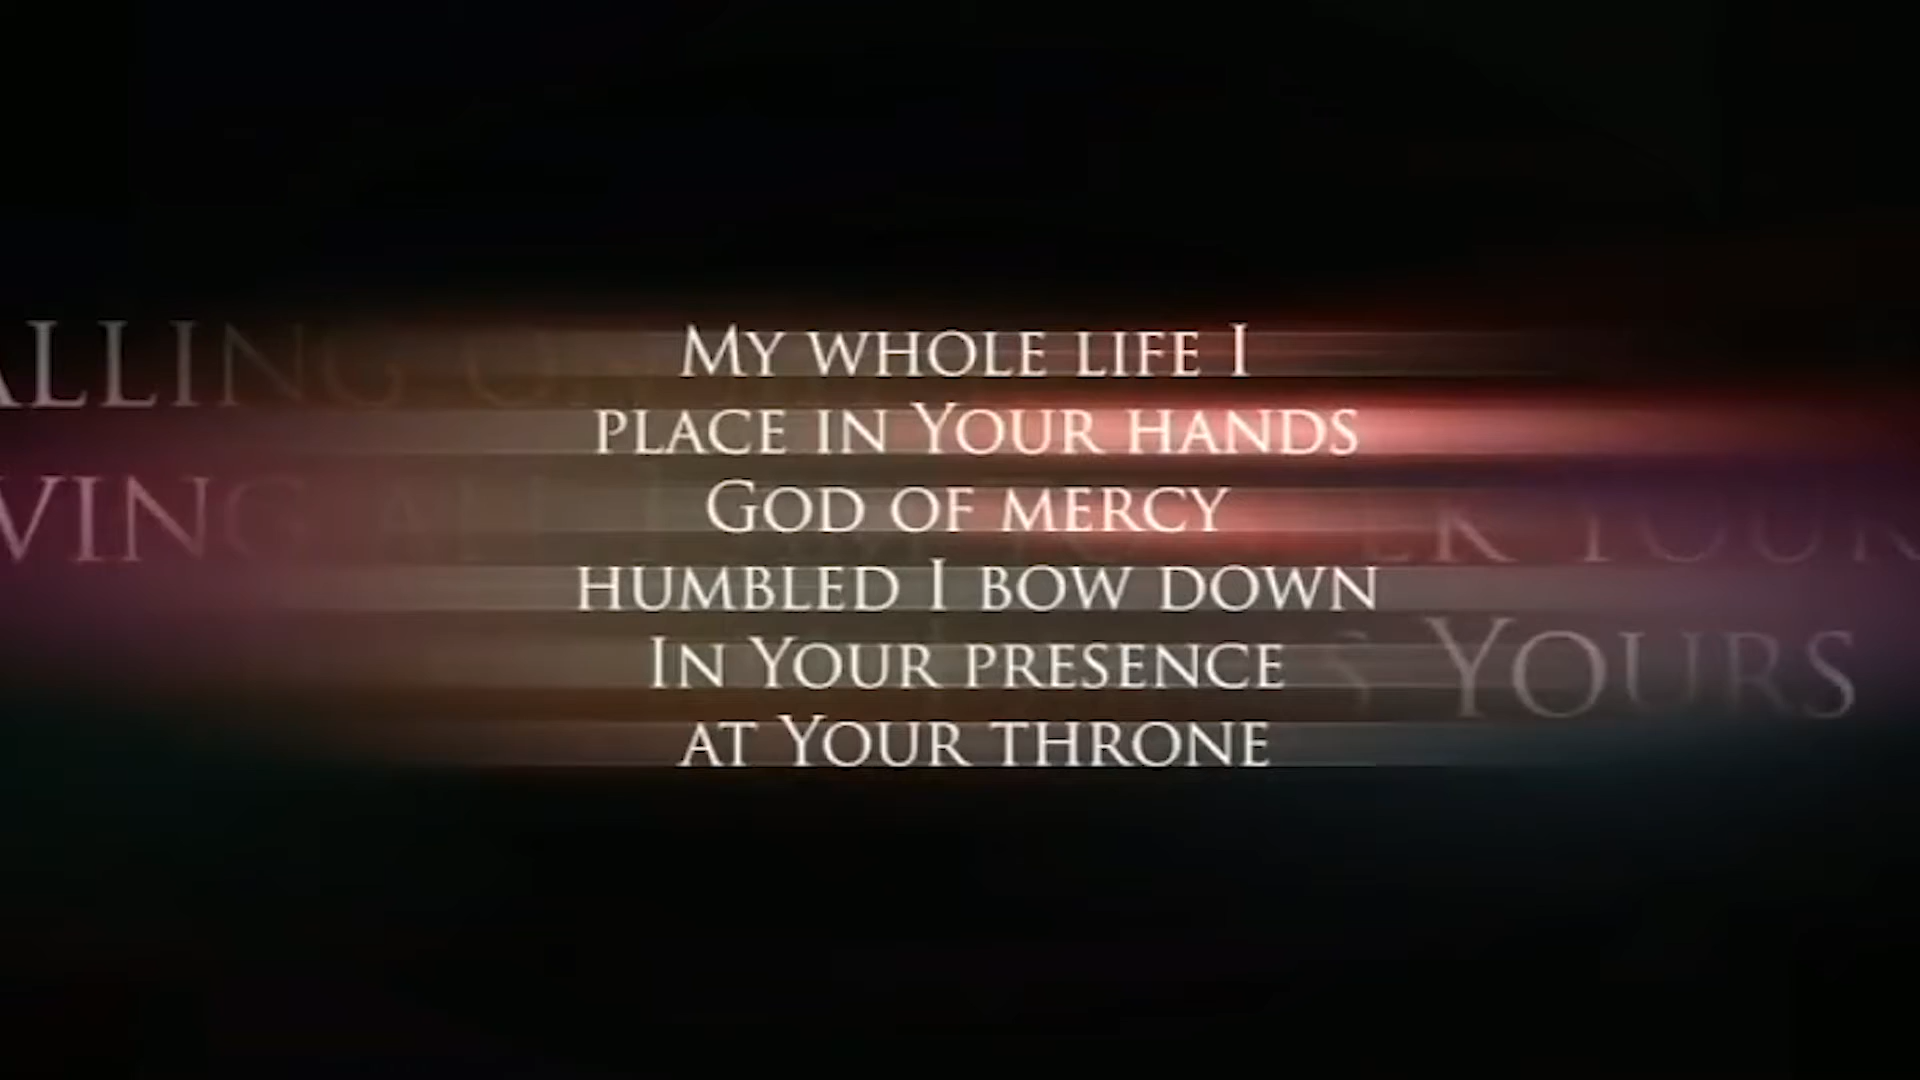 My whole life I
place in Your hands
God of mercy
humbled I bow down
In Your presence
at Your throne
Yours